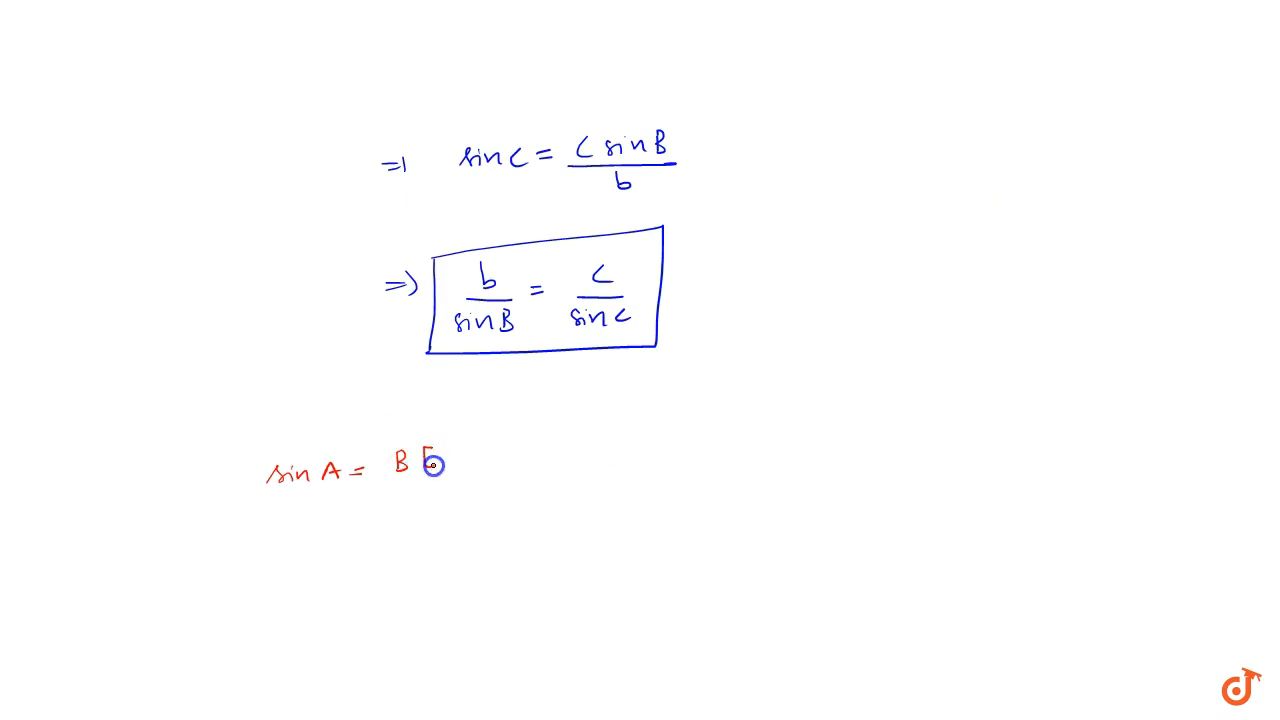 ⇒ sin C = c sin B / b
⇒ b / sin B = c / sin C
sin A = B